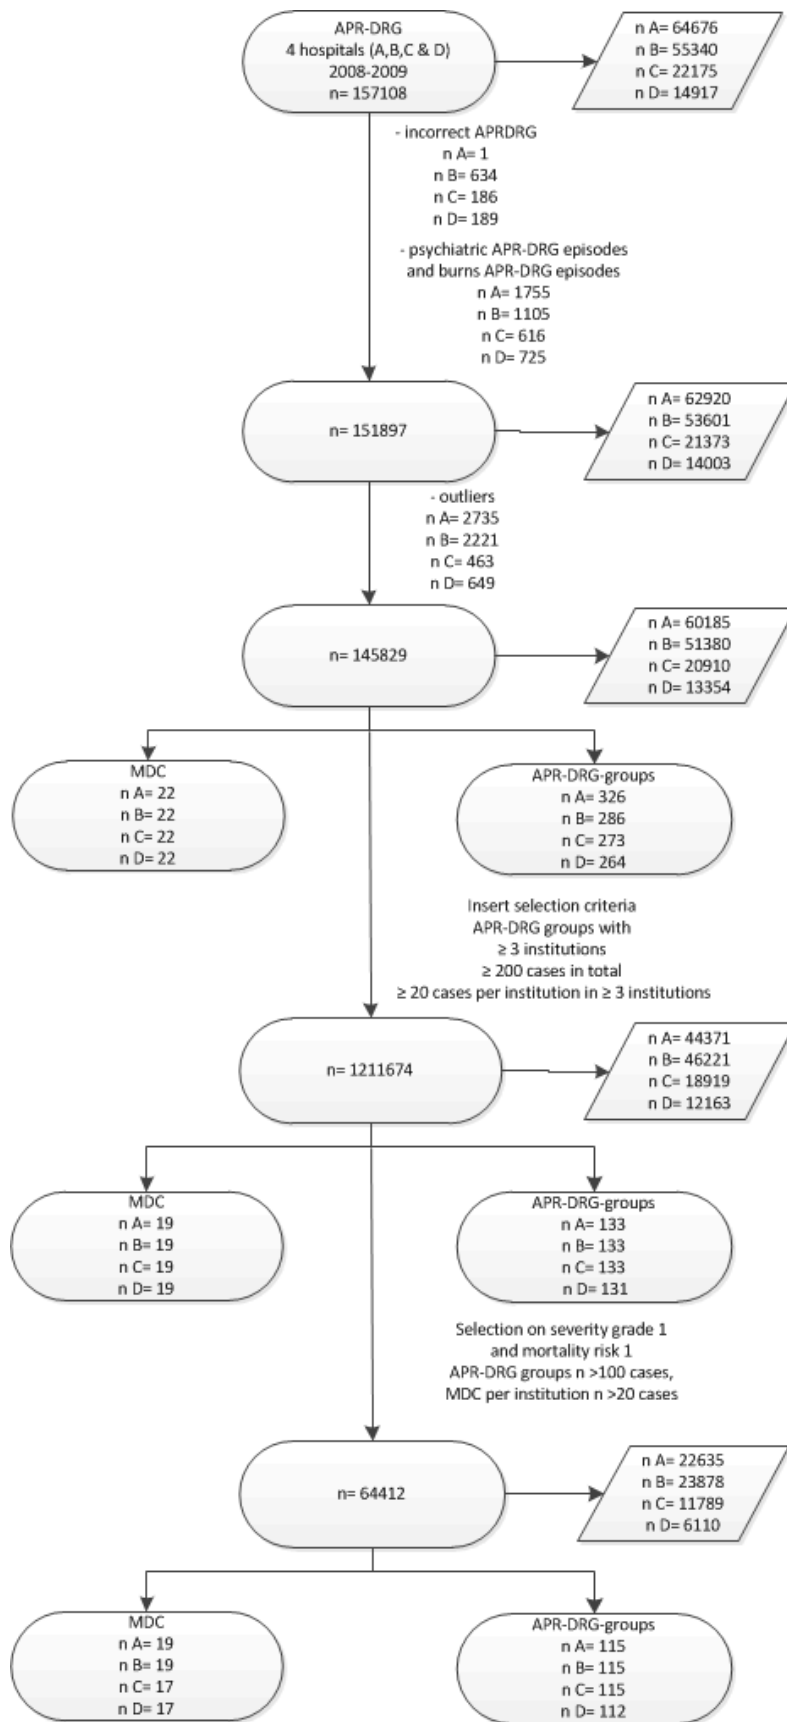 APR-DRG
4 hospitals (A,B,C & D)
2008-2009
n= 157108
n A= 64676
n B= 55340
n C= 22175
n D= 14917
- incorrect APRDRG
n A= 1
n B= 634
n C= 186
n D= 189
- psychiatric APR-DRG episodes
and burns APR-DRG episodes
n A= 1755
n B= 1105
n C= 616
n D= 725
n= 151897
n A= 62920
n B= 53601
n C= 21373
n D= 14003
- outliers
n A= 2735
n B= 2221
n C= 463
n D= 649
n= 145829
n A= 60185
n B= 51380
n C= 20910
n D= 13354
MDC
n A= 22
n B= 22
n C= 22
n D= 22
APR-DRG-groups
n A= 326
n B= 286
n C= 273
n D= 264
Insert selection criteria
APR-DRG groups with
≥ 3 institutions
≥ 200 cases in total
≥ 20 cases per institution in ≥ 3 institutions
n= 1211674
n A= 44371
n B= 46221
n C= 18919
n D= 12163
MDC
n A= 19
n B= 19
n C= 19
n D= 19
APR-DRG-groups
n A= 133
n B= 133
n C= 133
n D= 131
Selection on severity grade 1
and mortality risk 1
APR-DRG groups n >100 cases,
MDC per institution n >20 cases
n= 64412
n A= 22635
n B= 23878
n C= 11789
n D= 6110
MDC
n A= 19
n B= 19
n C= 17
n D= 17
APR-DRG-groups
n A= 115
n B= 115
n C= 115
n D= 112